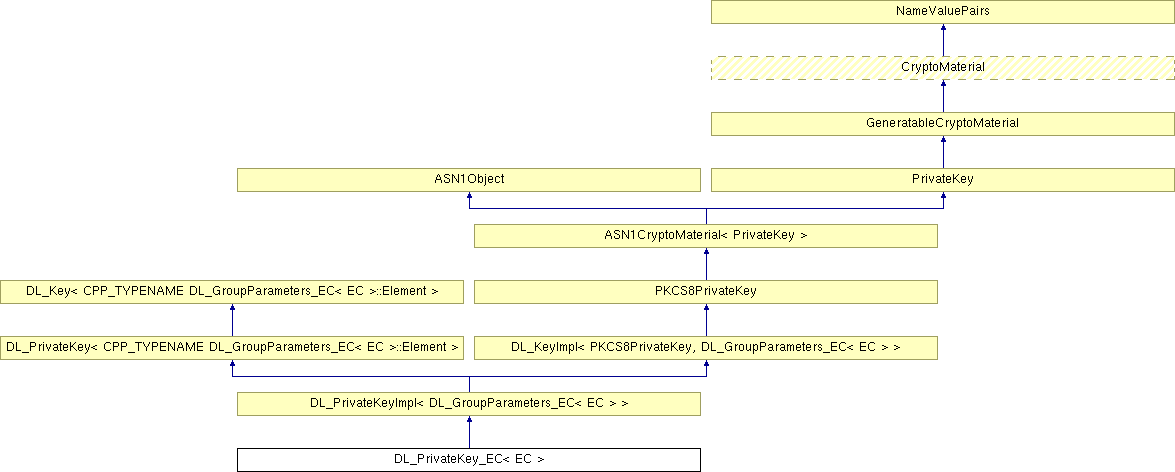 NameValuePairs
CryptoMaterial
GeneratableCryptoMaterial
ASN1Object
PrivateKey
ASN1CryptoMaterial< PrivateKey >
DL_Key< CPP_TYPENAME DL_GroupParameters_EC< EC >::Element >
PKCS8PrivateKey
DL_PrivateKey< CPP_TYPENAME DL_GroupParameters_EC< EC >::Element >
DL_KeyImpl< PKCS8PrivateKey, DL_GroupParameters_EC< EC > >
DL_PrivateKeyImpl< DL_GroupParameters_EC< EC > >
DL_PrivateKey_EC< EC >